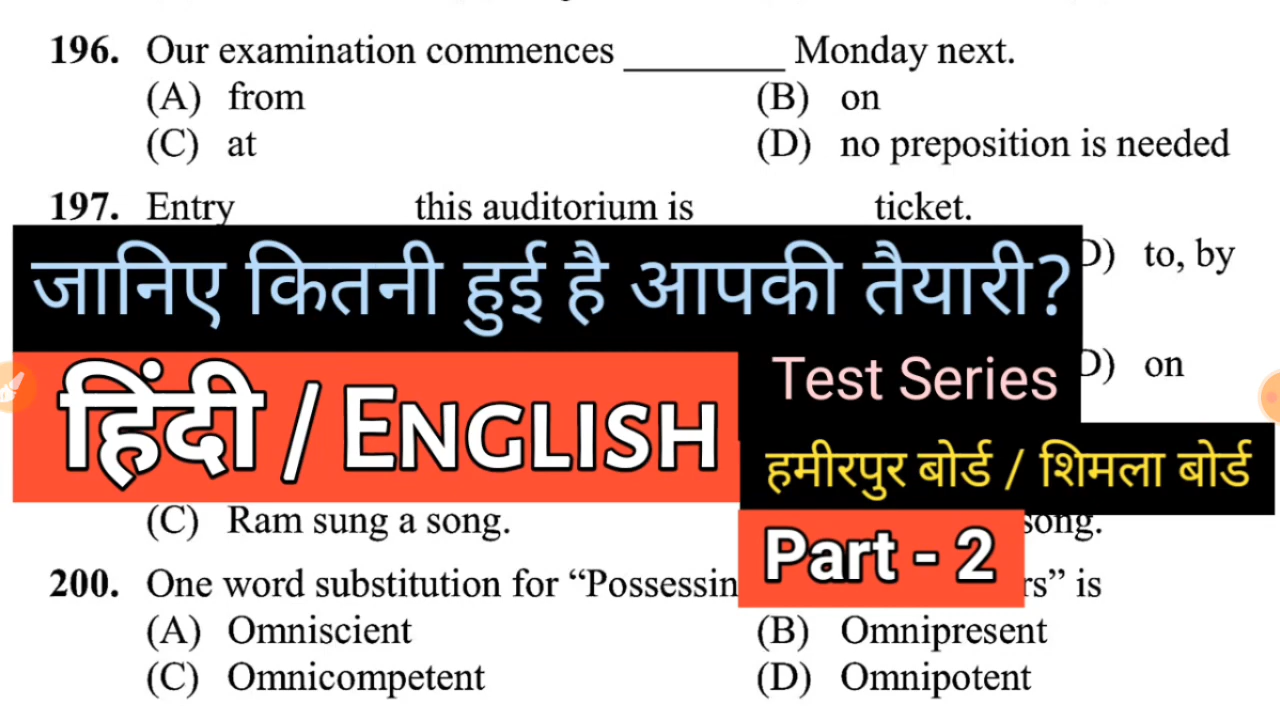 196. Our examination commences ________ Monday next.
(A) from (B) on
(C) at (D) no preposition is needed
197. Entry this auditorium is ticket.
जानिए कितनी हुई है आपकी तैयारी? D) to, by
हिंदी / ENGLISH Test Series D) on
हमीरपुर बोर्ड / शिमला बोर्ड
(C) Ram sung a song. song.
Part - 2
200. One word substitution for “Possessin rs” is
(A) Omniscient (B) Omnipresent
(C) Omnicompetent (D) Omnipotent